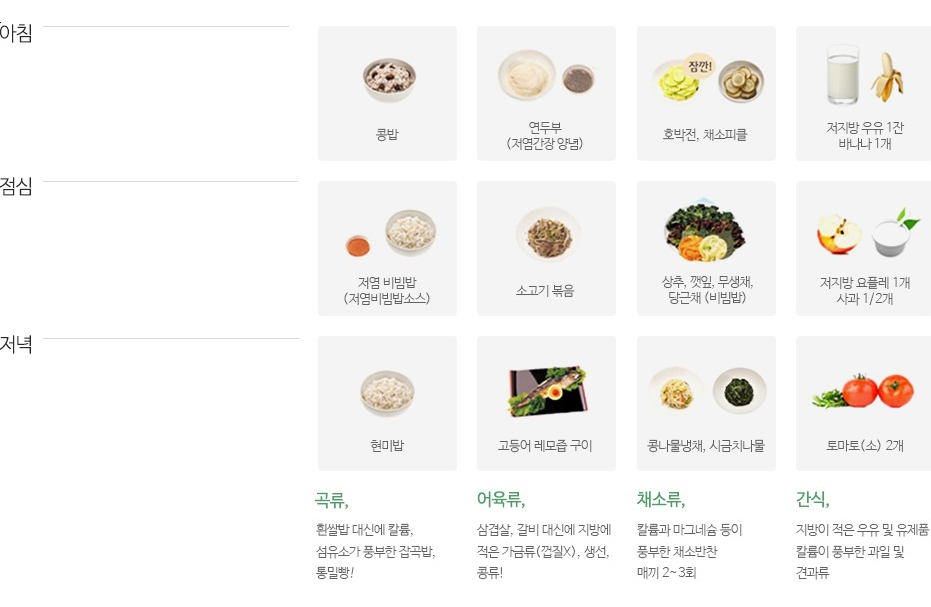 아침
잠깐!
콩밥
연두부
(저염간장 양념)
호박전, 채소피클
저지방 우유 1잔
바나나 1개
점심
저염 비빔밥
(저염비빔밥소스)
소고기 볶음
상추, 깻잎, 무생채,
당근채 (비빔밥)
저지방 요플레 1개
사과 1/2개
저녁
현미밥
고등어 레모즙 구이
콩나물냉채, 시금치나물
토마토(소) 2개
곡류,
흰쌀밥 대신에 칼륨,
섬유소가 풍부한 잡곡밥,
통밀빵!
어육류,
삼겹살, 갈비 대신에 지방에
적은 가금류(껍질X), 생선,
콩류!
채소류,
칼륨과 마그네슘 등이
풍부한 채소반찬
매끼 2~3회
간식,
지방이 적은 우유 및 유제품
칼륨이 풍부한 과일 및
견과류